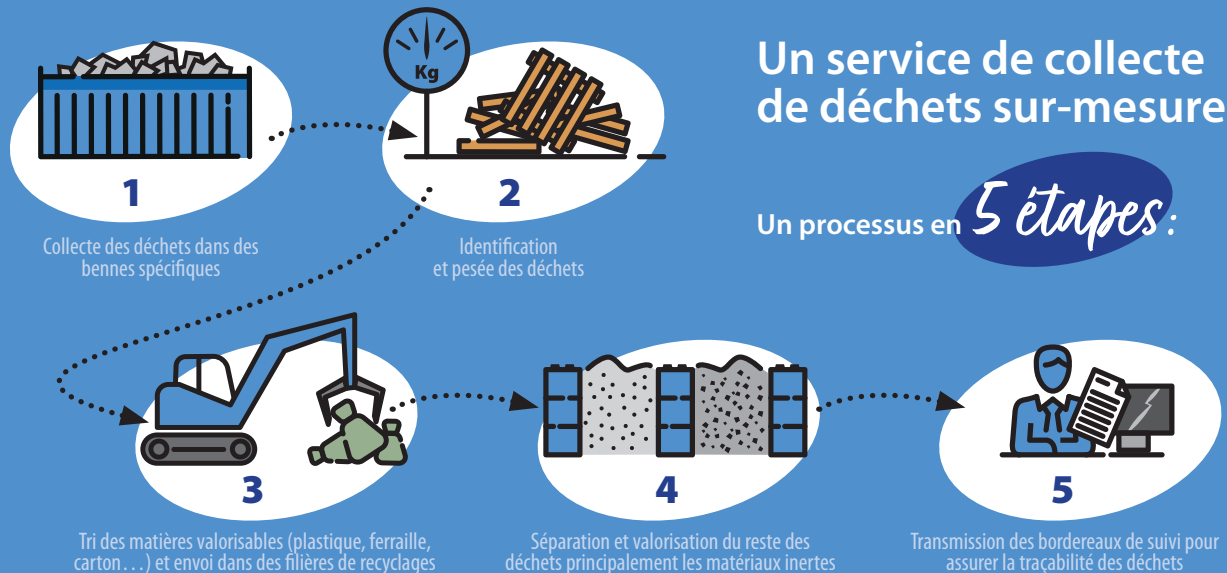 Un service de collecte
de déchets sur-mesure
Un processus en 5 étapes :
Kg
1
Collecte des déchets dans des
bennes spécifiques
2
Identification
et pesée des déchets
3
Tri des matières valorisables (plastique, ferraille,
carton...) et envoi dans des filières de recyclages
4
Séparation et valorisation du reste des
déchets principalement les matériaux inertes
5
Transmission des bordereaux de suivi pour
assurer la traçabilité des déchets